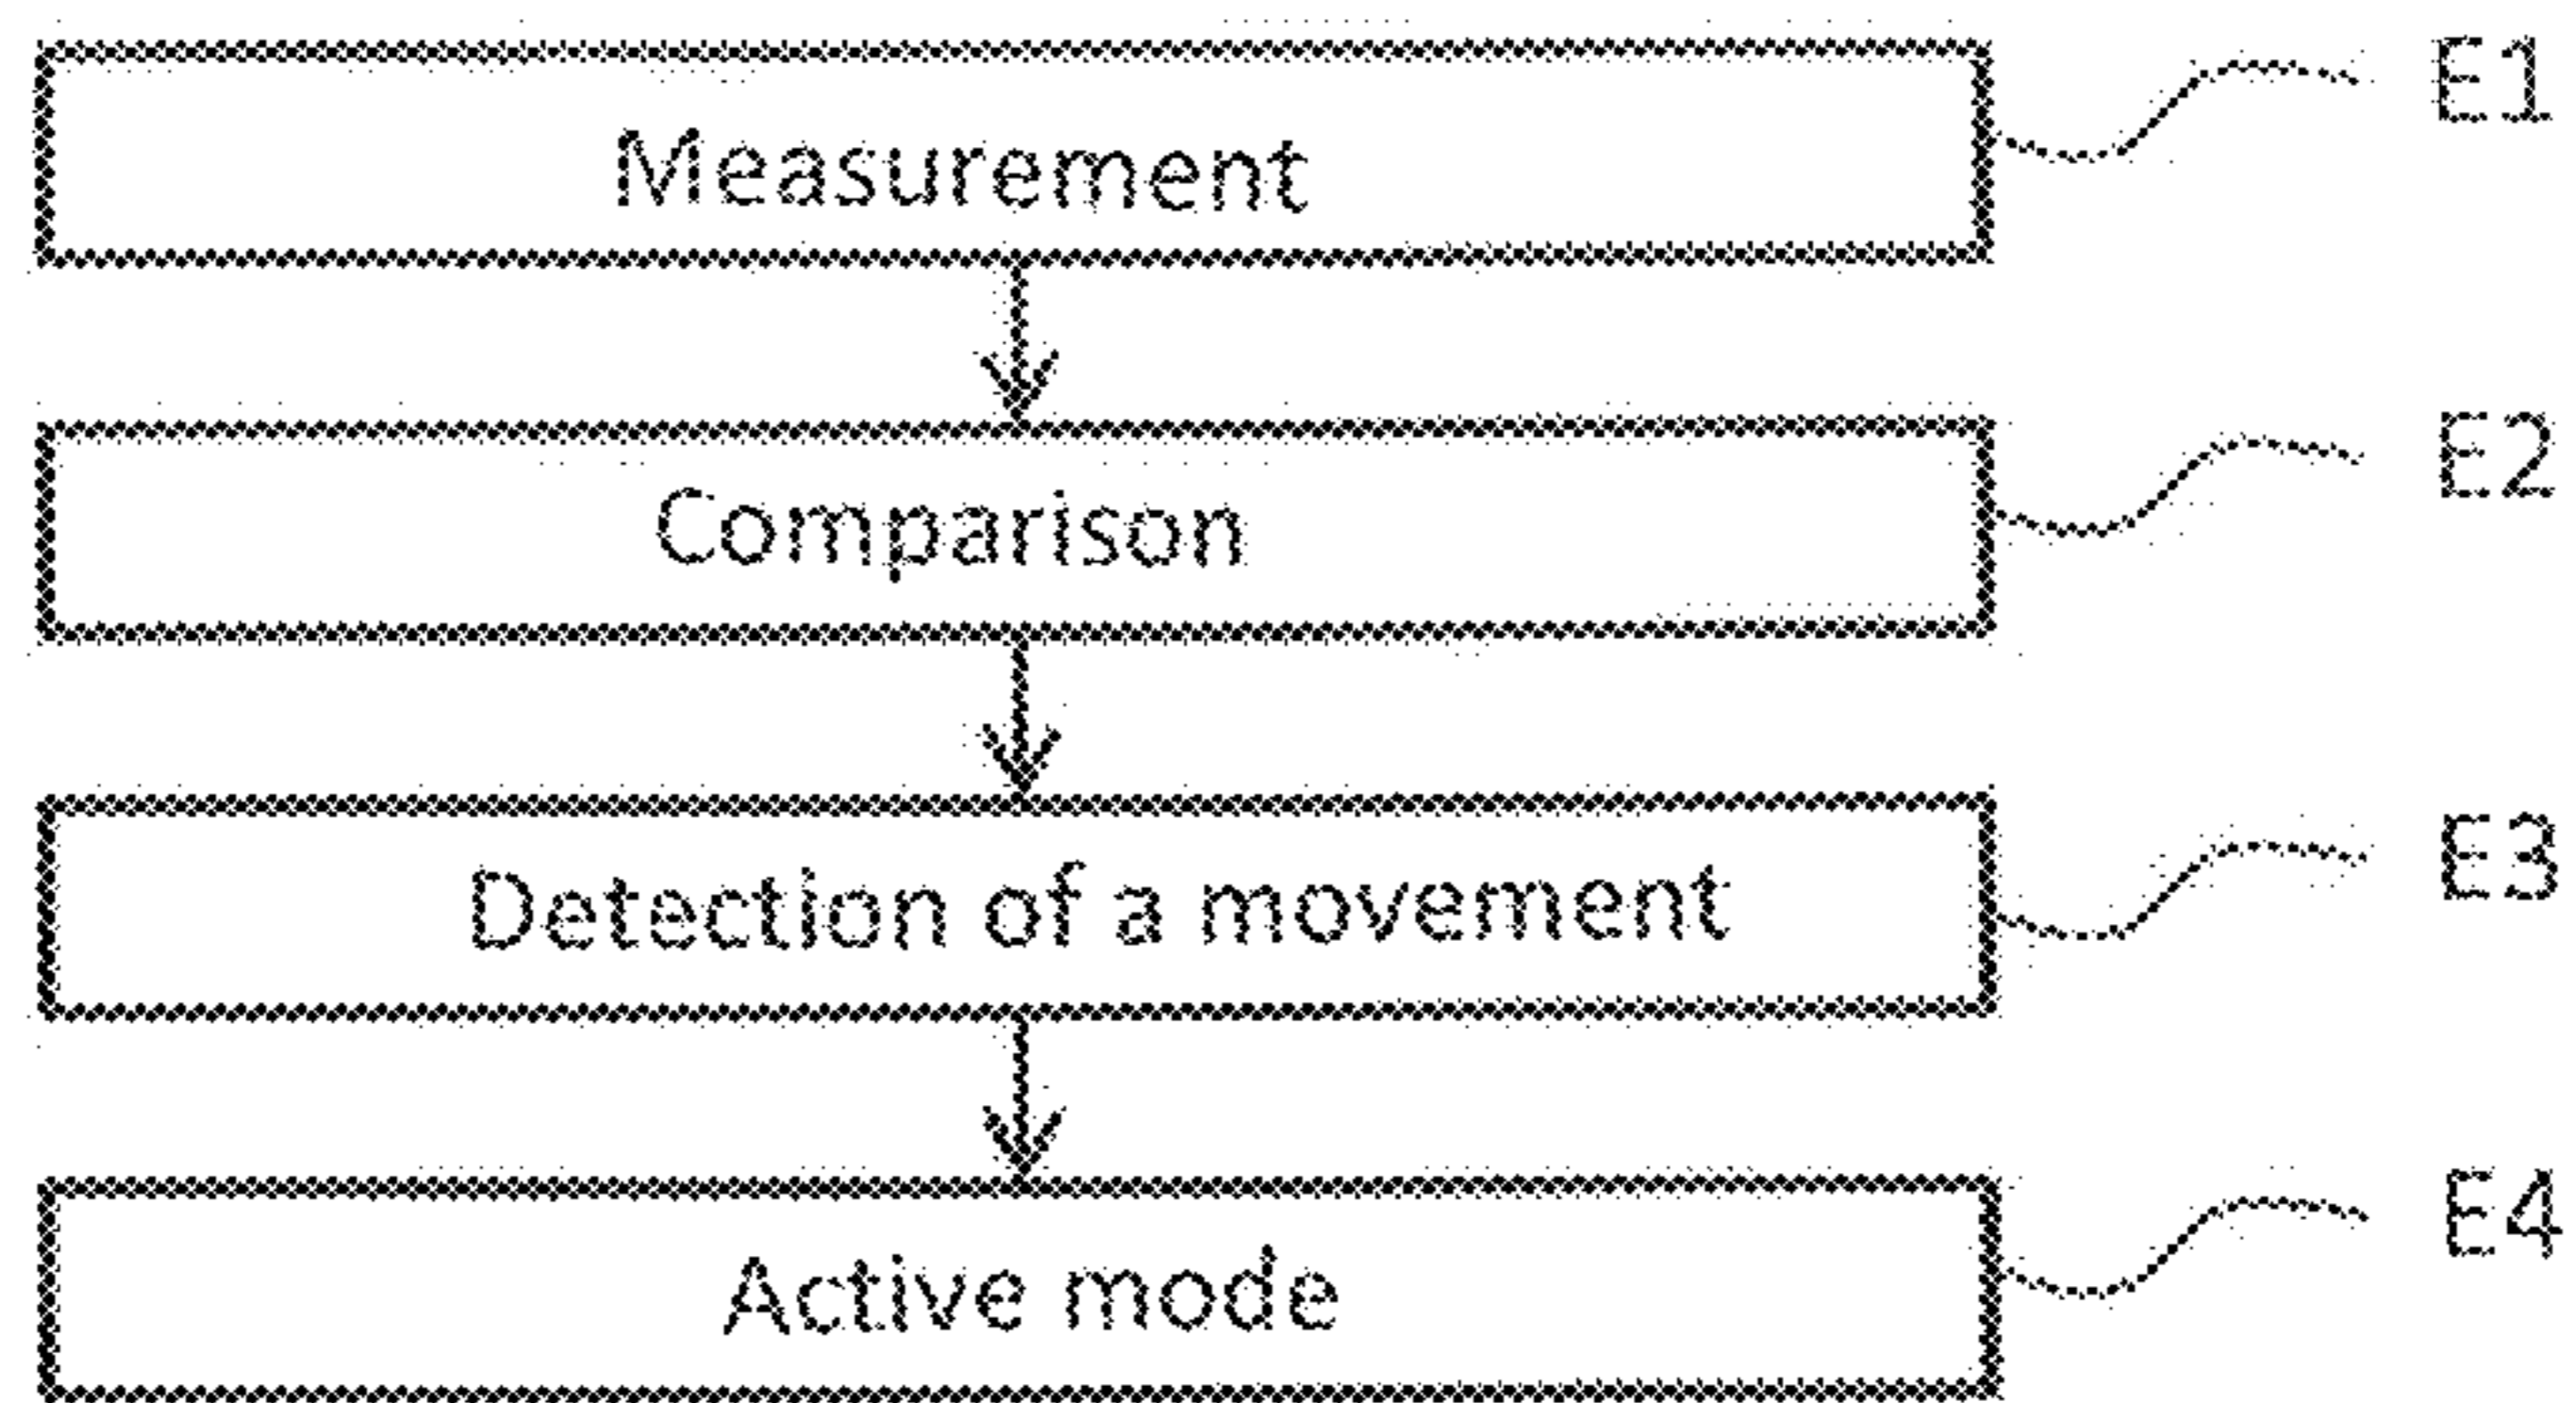 Measurement
E1
Comparison
E2
Detection of a movement
E3
Active mode
E4